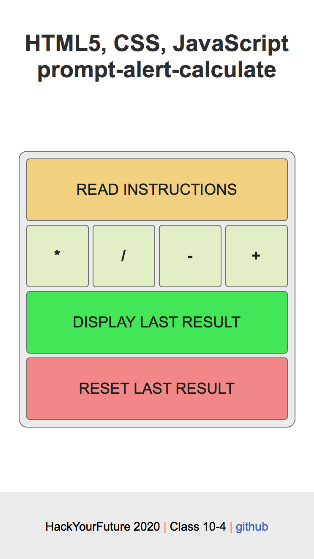 HTML5, CSS, JavaScript
prompt-alert-calculate
READ INSTRUCTIONS
* / - +
DISPLAY LAST RESULT
RESET LAST RESULT
HackYourFuture 2020 | Class 10-4 | github